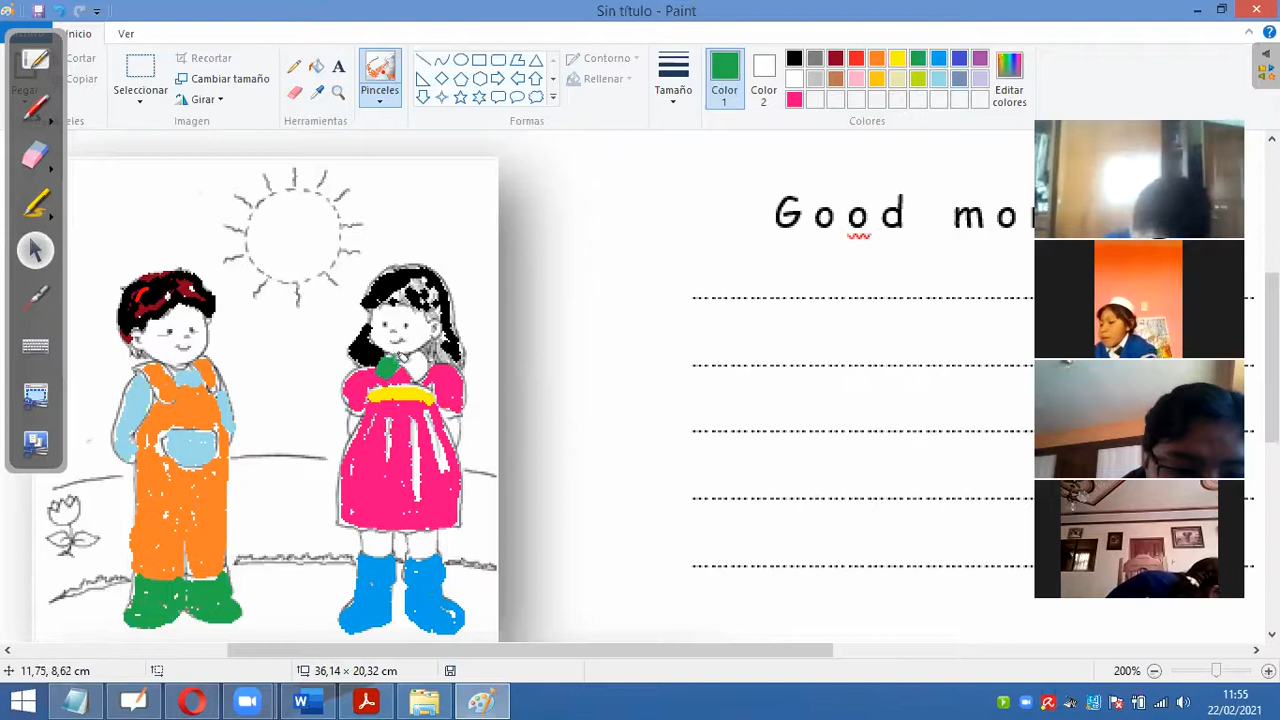 Sin título - Paint
nicio Ver
Cortar
Copiar
Pegar
Seleccionar
Recortar
Cambiar tamaño
Girar
Imagen
A
Herramientas
Pinceles
Contorno
Rellenar
Formas
Tamaño
Color 1
Color 2
Editar colores
Colores
Good mor
11,75, 8,62 cm
36,14 × 20,32 cm
200%
11:55
22/02/2021